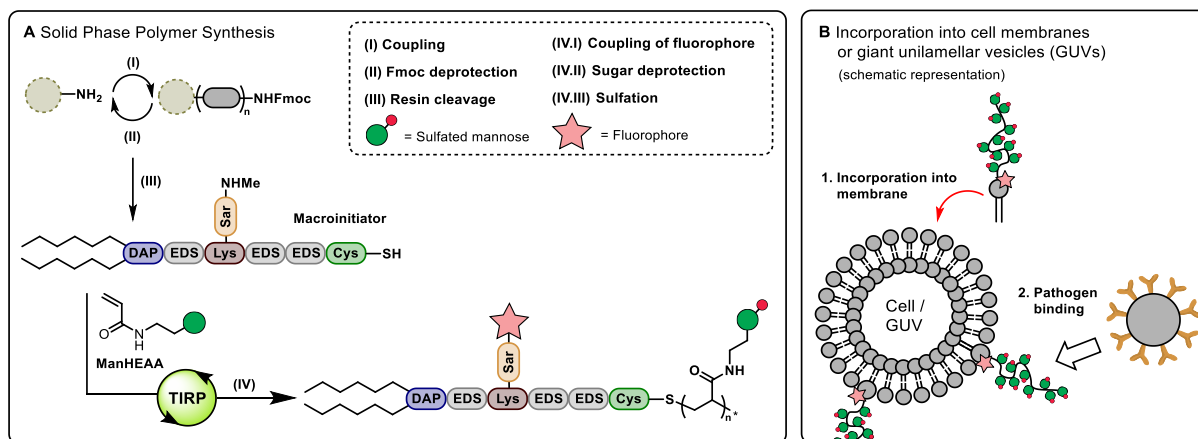 A Solid Phase Polymer Synthesis
(I)
NH2
NHFmoc
n
(II)
(III)
(I) Coupling
(II) Fmoc deprotection
(III) Resin cleavage
= Sulfated mannose
(IV.I) Coupling of fluorophore
(IV.II) Sugar deprotection
(IV.III) Sulfation
= Fluorophore
NHMe
Sar
Macroinitiator
DAP EDS Lys EDS EDS Cys SH
O
N
H
ManHEAA
TIRP
(IV)
Sar
O
NH
DAP EDS Lys EDS EDS Cys S
n*
B Incorporation into cell membranes
or giant unilamellar vesicles (GUVs)
(schematic representation)
1. Incorporation into
membrane
Cell /
GUV
2. Pathogen
binding